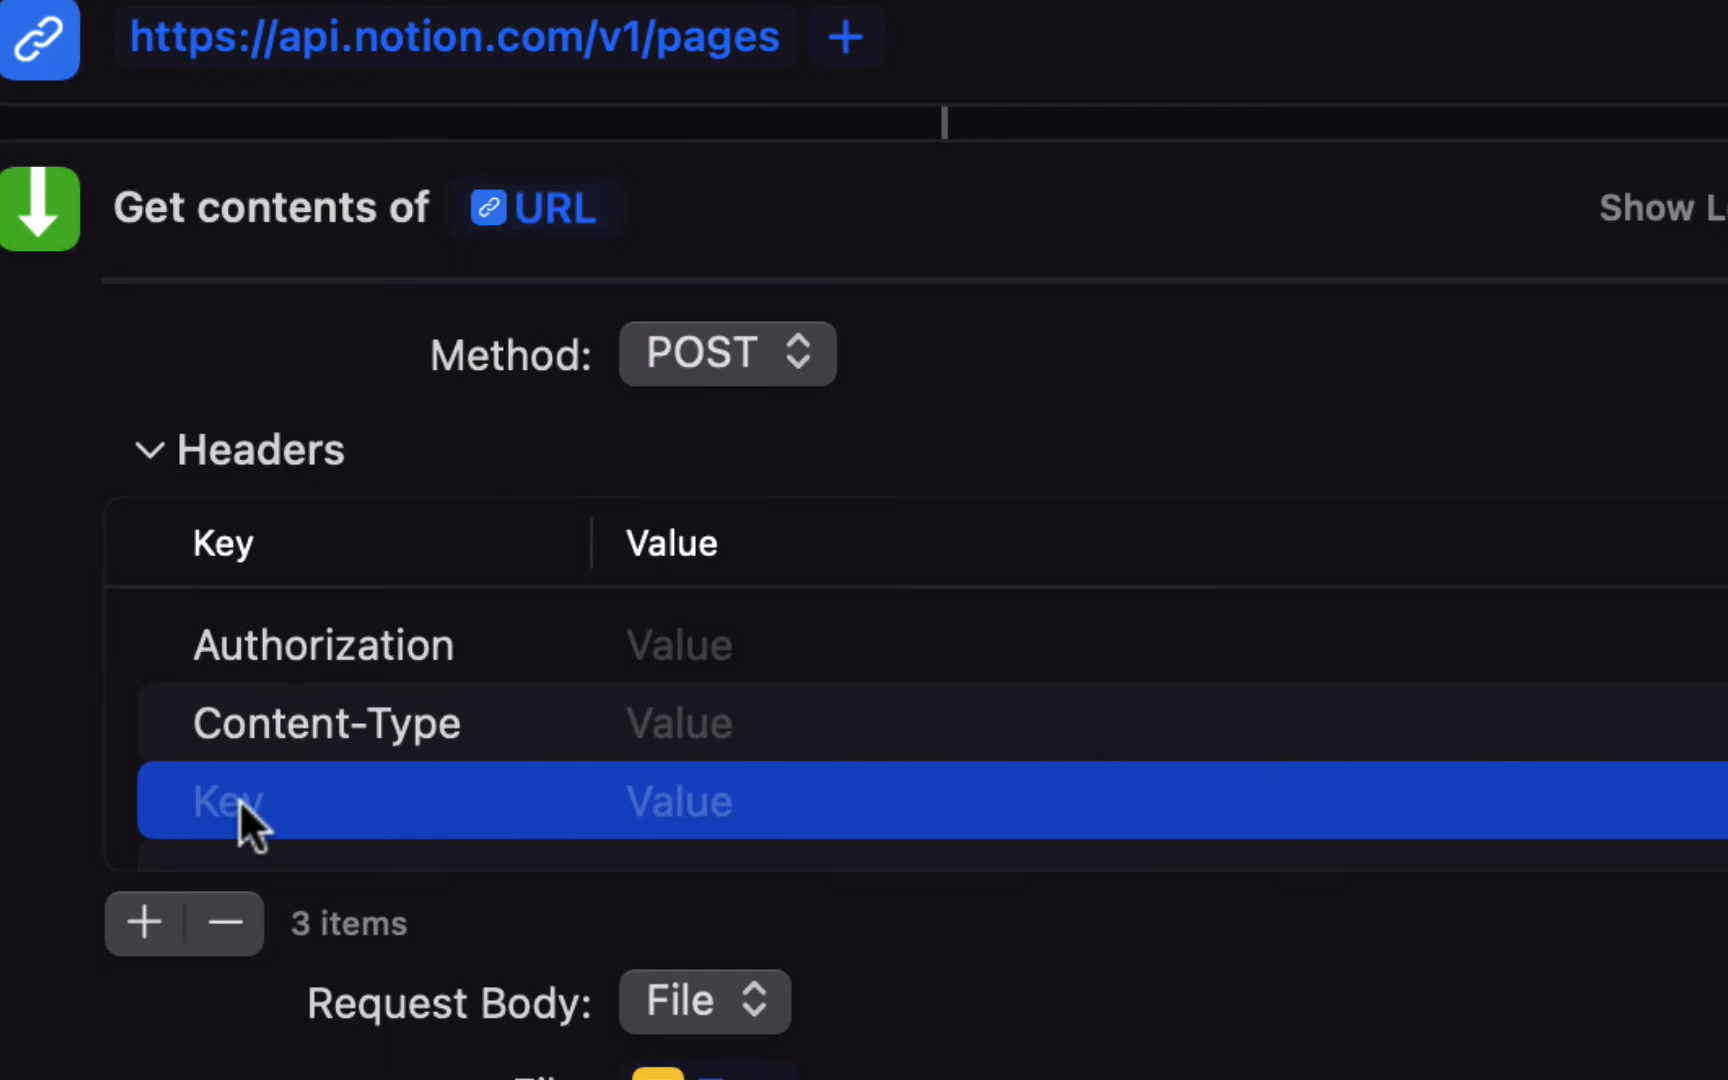 https://api.notion.com/v1/pages +
Get contents of URL
Show
Method: POST
Headers
Key Value
Authorization Value
Content-Type Value
Key Value
+ − 3 items
Request Body: File